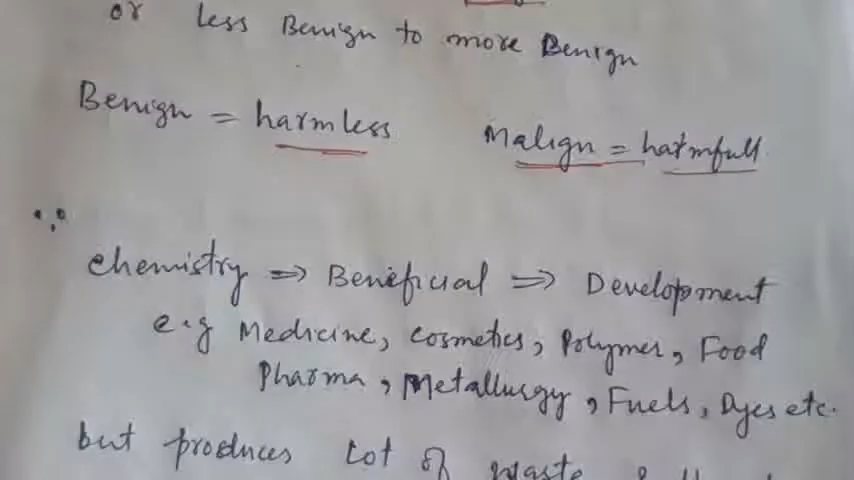 or less Benign to more Benign
Benign = harmless Malign = harmfull
∵
chemistry ⇒ Beneficial ⇒ Development
e.g Medicine, cosmetics, Polymer, Food
Pharma, Metallurgy, Fuels, Dyes etc.
but produces Lot of waste &